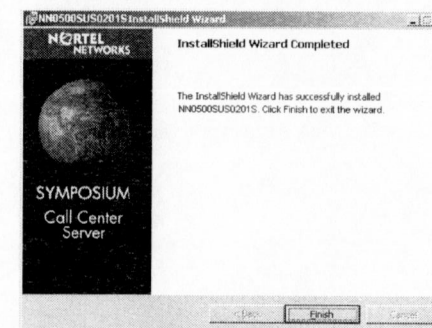 NN0500SUS0201S InstallShield Wizard
NORTEL
NETWORKS
InstallShield Wizard Completed
The InstallShield Wizard has successfully installed
NN0500SUS0201S. Click Finish to exit the wizard.
SYMPOSIUM
Call Center
Server
< Back
Finish
Cancel